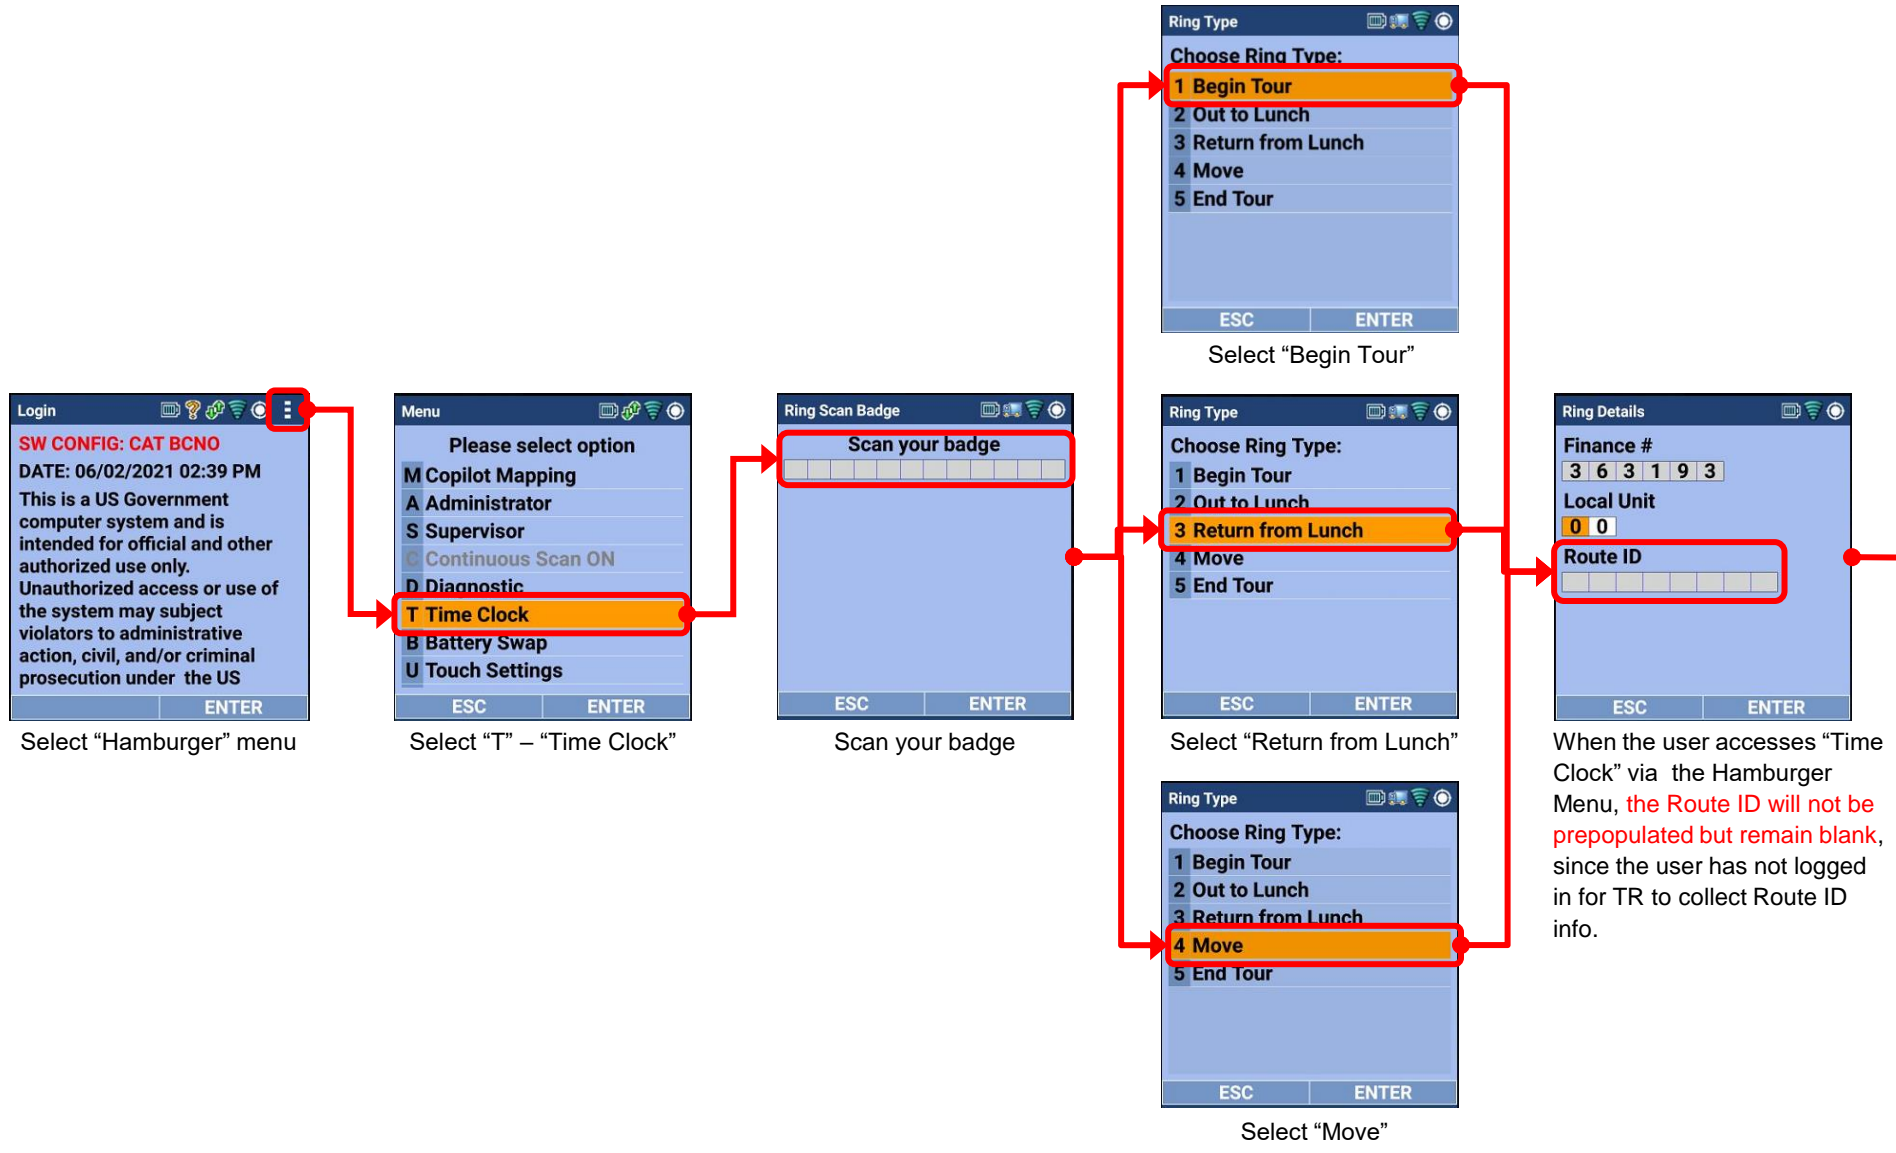 Login
SW CONFIG: CAT BCNO
DATE: 06/02/2021 02:39 PM
This is a US Government
computer system and is
intended for official and other
authorized use only.
Unauthorized access or use of
the system may subject
violators to administrative
action, civil, and/or criminal
prosecution under the US
ENTER
Select “Hamburger” menu
Menu
Please select option
M Copilot Mapping
A Administrator
S Supervisor
C Continuous Scan ON
D Diagnostic
T Time Clock
B Battery Swap
U Touch Settings
ESC ENTER
Select “T” – “Time Clock”
Ring Scan Badge
Scan your badge
ESC ENTER
Scan your badge
Ring Type
Choose Ring Type:
1 Begin Tour
2 Out to Lunch
3 Return from Lunch
4 Move
5 End Tour
ESC ENTER
Select “Begin Tour”
Ring Type
Choose Ring Type:
1 Begin Tour
2 Out to Lunch
3 Return from Lunch
4 Move
5 End Tour
ESC ENTER
Select “Return from Lunch”
Ring Type
Choose Ring Type:
1 Begin Tour
2 Out to Lunch
3 Return from Lunch
4 Move
5 End Tour
ESC ENTER
Select “Move”
Ring Details
Finance #
3 6 3 1 9 3
Local Unit
0 0
Route ID
ESC ENTER
When the user accesses “Time
Clock” via the Hamburger
Menu, the Route ID will not be
prepopulated but remain blank,
since the user has not logged
in for TR to collect Route ID
info.